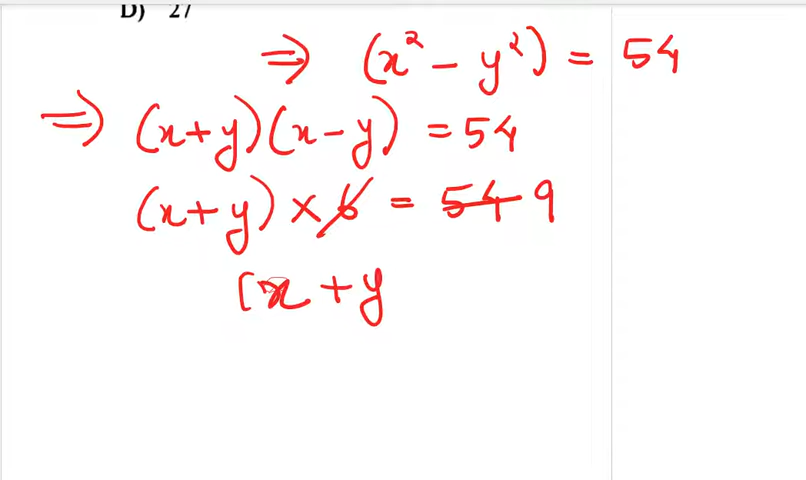 D) 27
⇒ (x² - y²) = 54
⇒ (x+y)(x-y) = 54
(x+y) × 6 = 54 9
[x + y